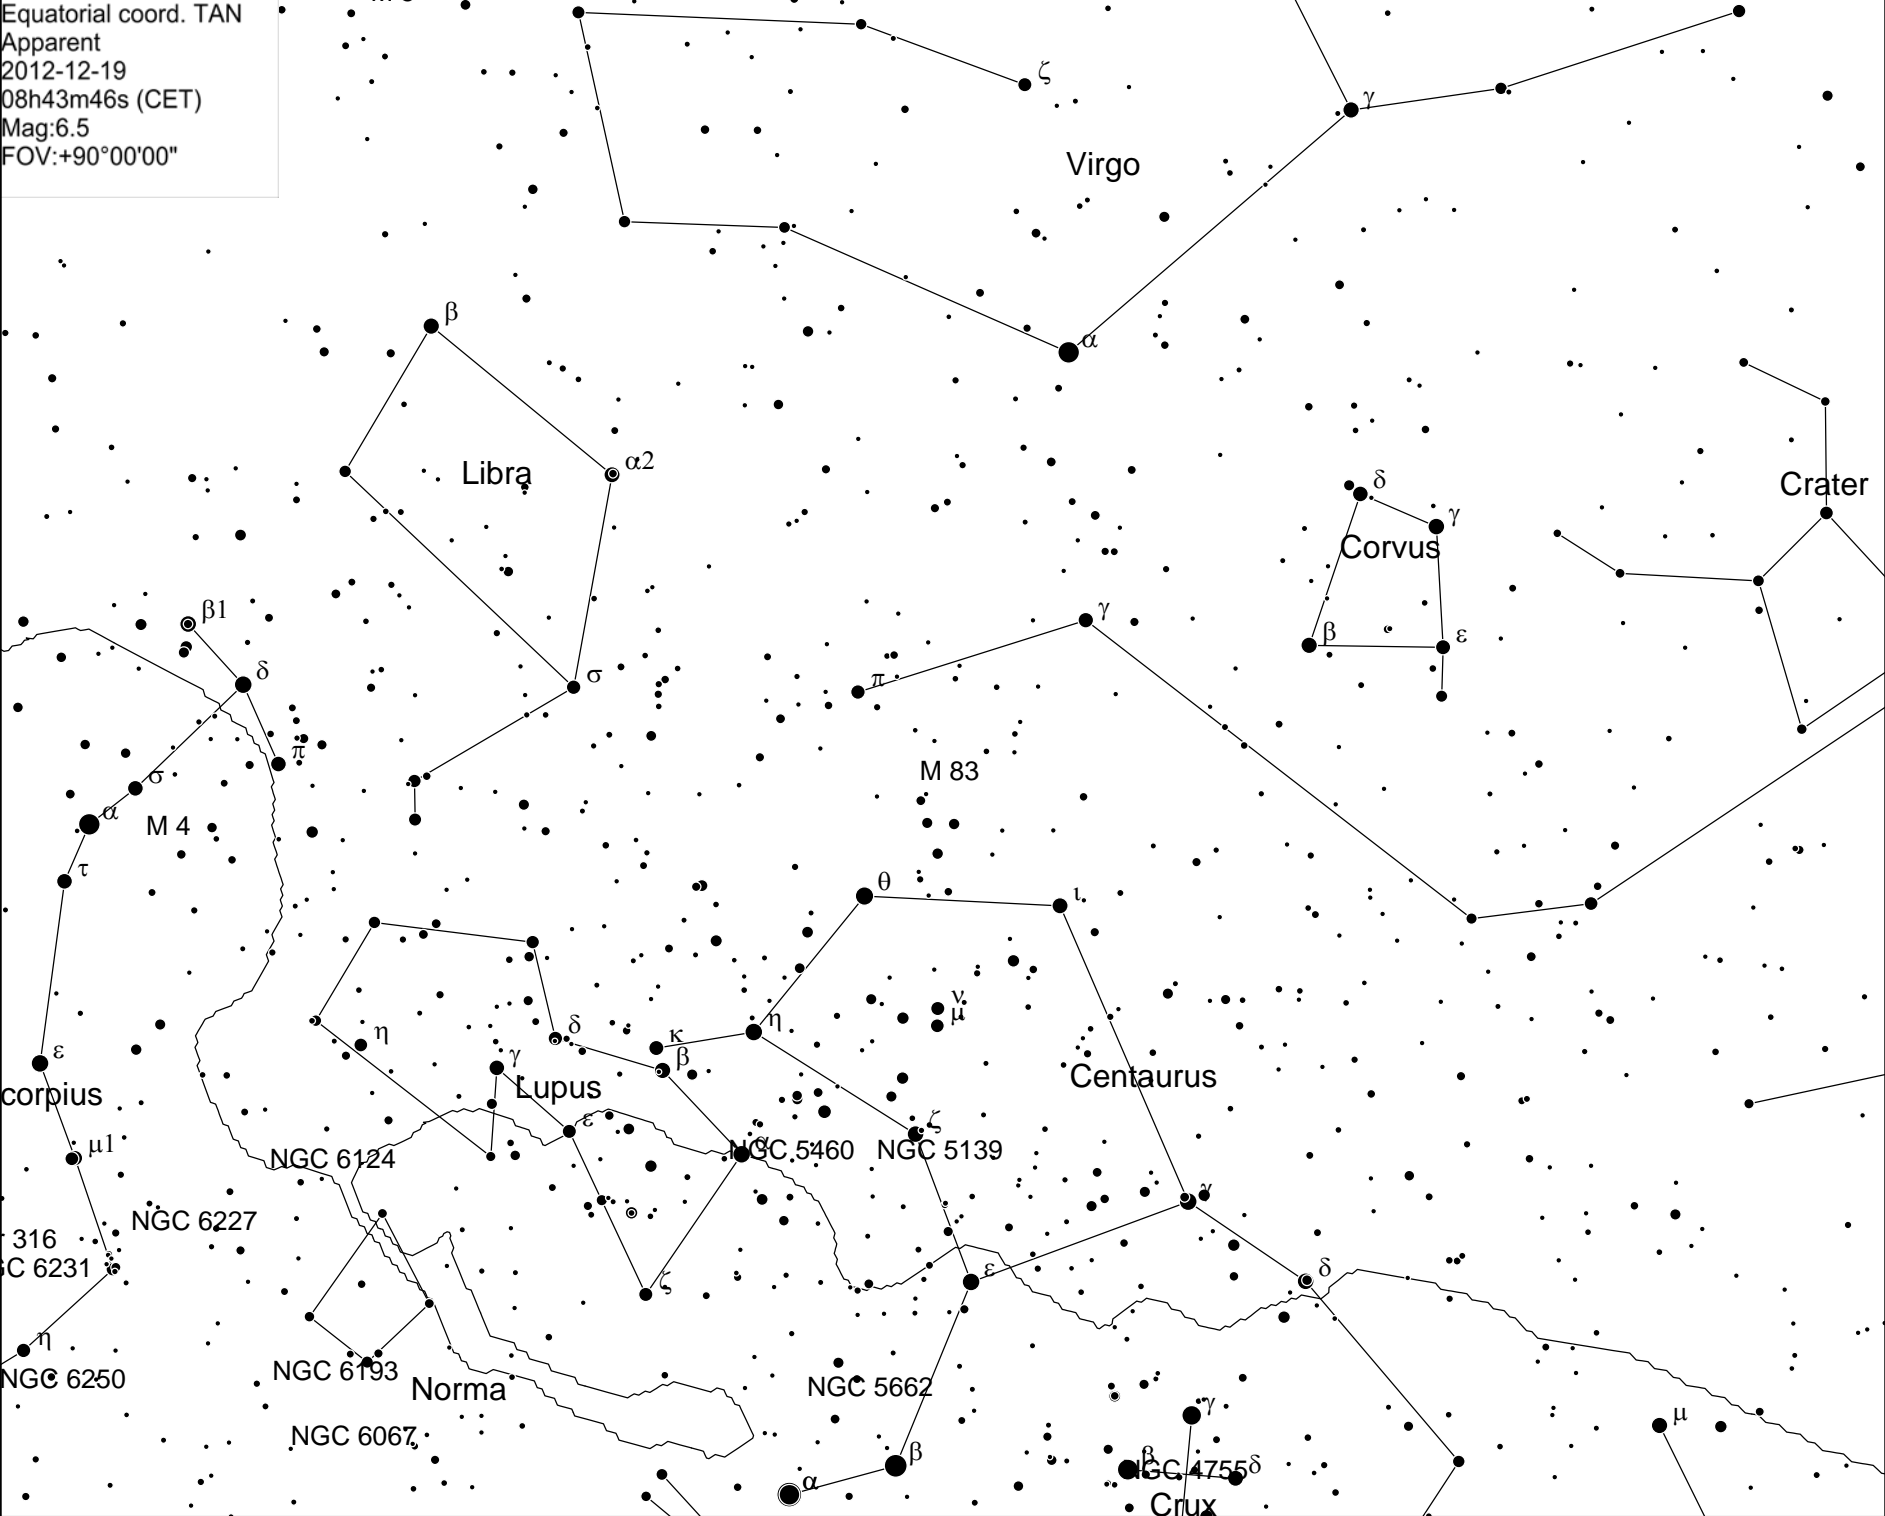 Equatorial coord. TAN
Apparent
2012-12-19
08h43m46s (CET)
Mag:6.5
FOV:+90°00'00"
ζ
γ
Virgo
β
α
Libra
α2
δ
γ
Corvus
Crater
β1
γ
β
ε
δ
σ
π
π
σ
M 83
α
M 4
τ
θ
ι
ν
μ
η
δ
κ
η
ε
γ
β
Lupus
Centaurus
corpius
ε
ζ
μ1
α
NGC 5460
NGC 5139
NGC 6124
γ
NGC 6227
316
GC 6231
ζ
ε
δ
η
NGC 6193
NGC 6250
Norma
NGC 5662
γ
μ
NGC 6067
β
β
NGC 4755
δ
α
Crux